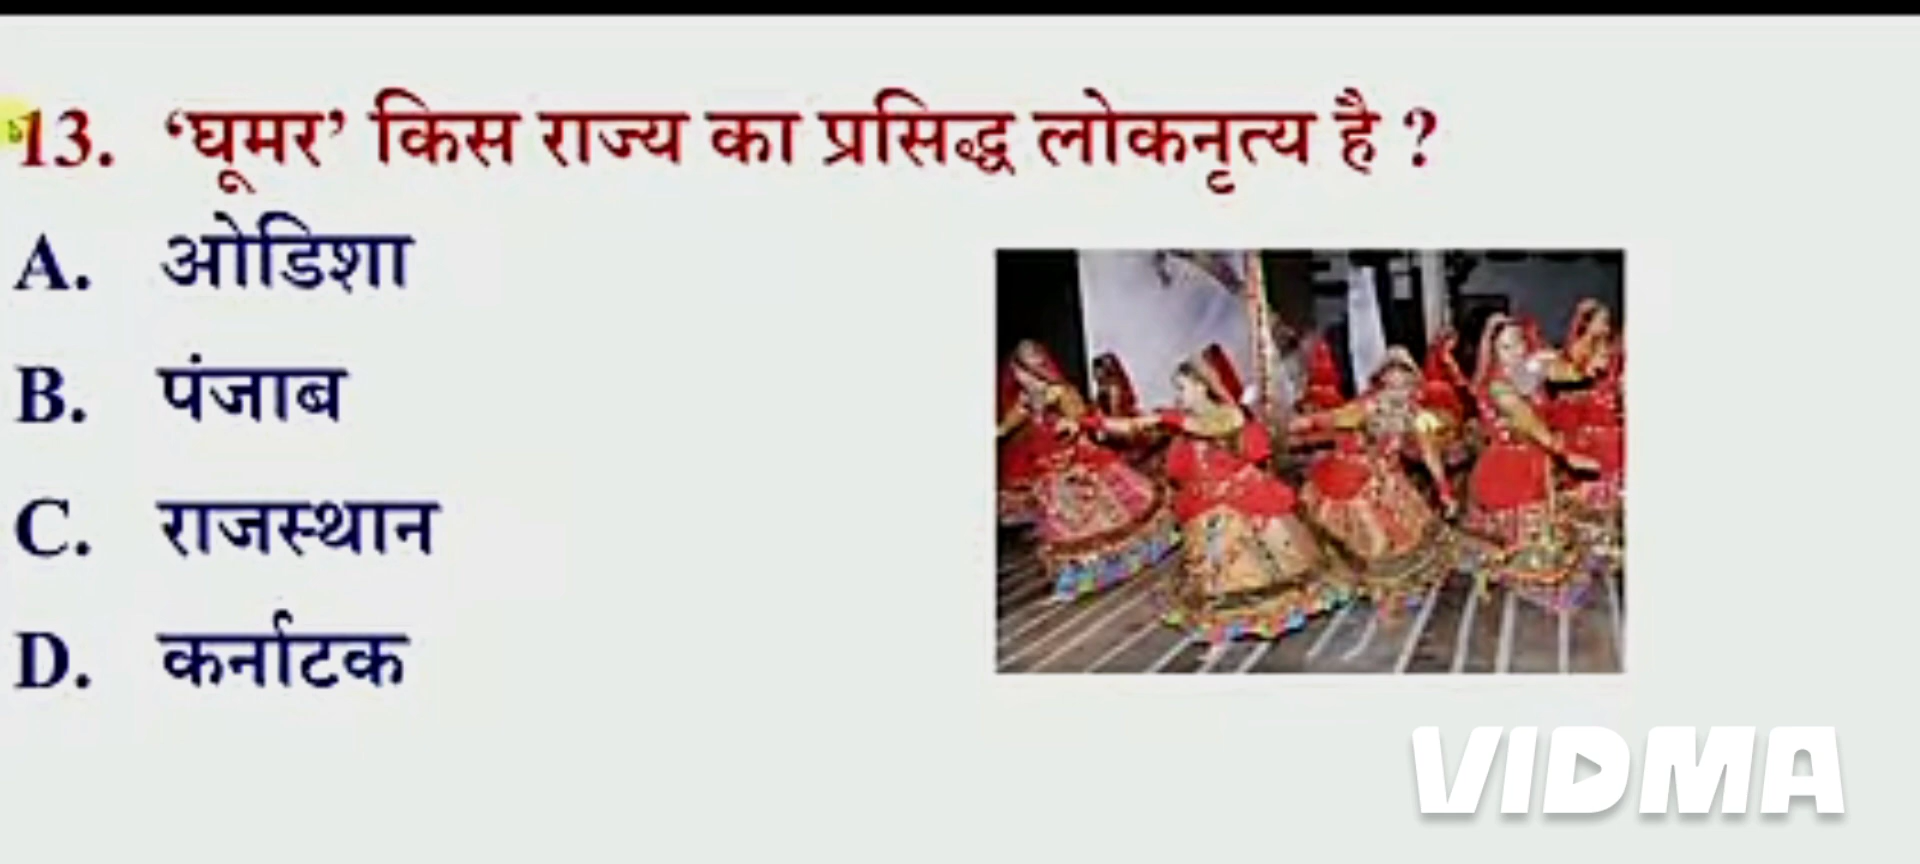 13. ‘घूमर’ किस राज्य का प्रसिद्ध लोकनृत्य है ?
A. ओडिशा
B. पंजाब
C. राजस्थान
D. कर्नाटक
VIDMA